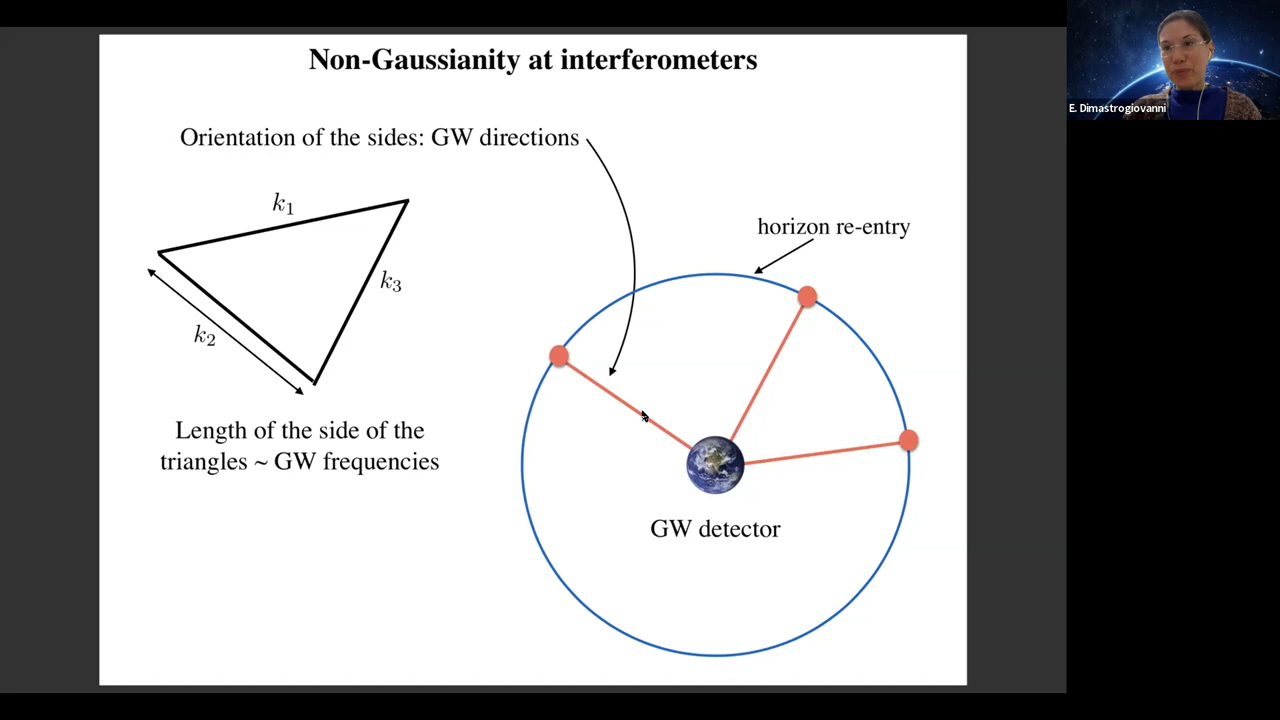 Non-Gaussianity at interferometers
E. Dimastrogiovanni
Orientation of the sides: GW directions
k₁
horizon re-entry
k₃
k₂
Length of the side of the
triangles ~ GW frequencies
GW detector